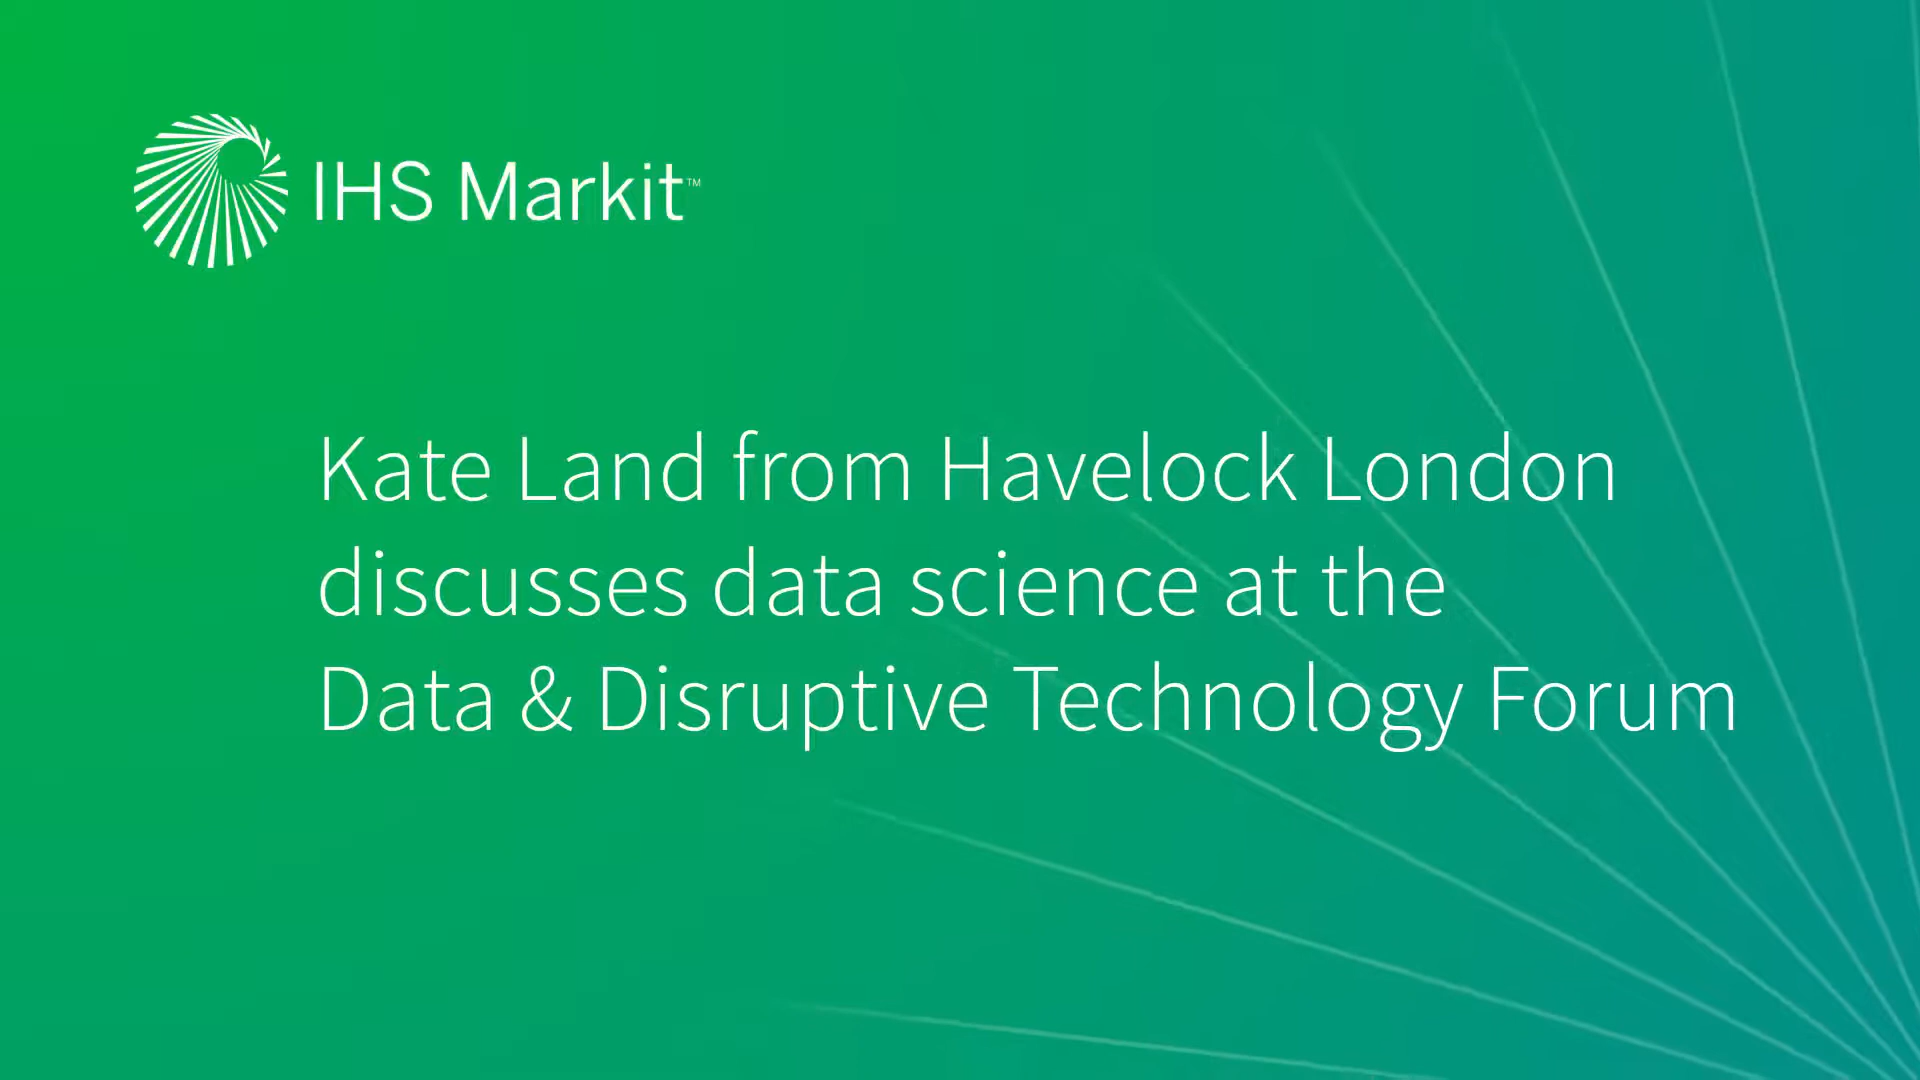 IHS Markit™
Kate Land from Havelock London
discusses data science at the
Data & Disruptive Technology Forum